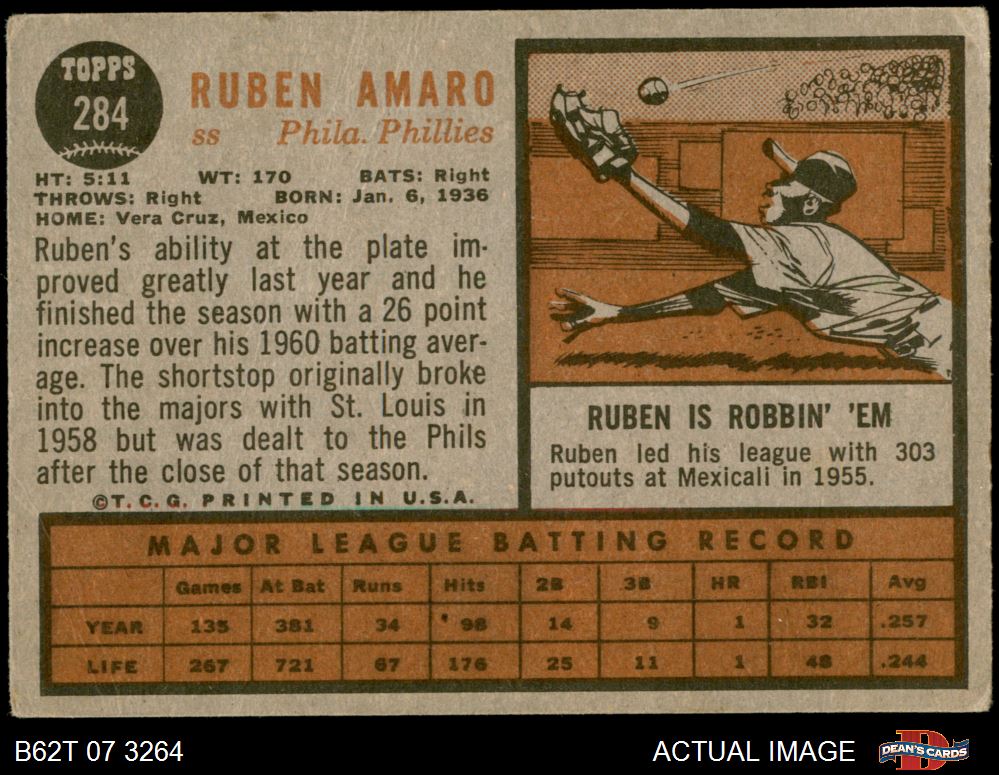 TOPPS
284
RUBEN AMARO
ss Phila. Phillies
HT: 5:11 WT: 170 BATS: Right
THROWS: Right BORN: Jan. 6, 1936
HOME: Vera Cruz, Mexico
Ruben's ability at the plate im-
proved greatly last year and he
finished the season with a 26 point
increase over his 1960 batting aver-
age. The shortstop originally broke
into the majors with St. Louis in
1958 but was dealt to the Phils
after the close of that season.
©T.C.G. PRINTED IN U.S.A.
RUBEN IS ROBBIN' 'EM
Ruben led his league with 303
putouts at Mexicali in 1955.
MAJOR LEAGUE BATTING RECORD
Games At Bat Runs Hits 2B 3B HR RBI Avg
YEAR 135 381 34 98 14 9 1 32 .257
LIFE 267 721 67 176 25 11 1 48 .244
B62T 07 3264 ACTUAL IMAGE DEAN'S CARDS